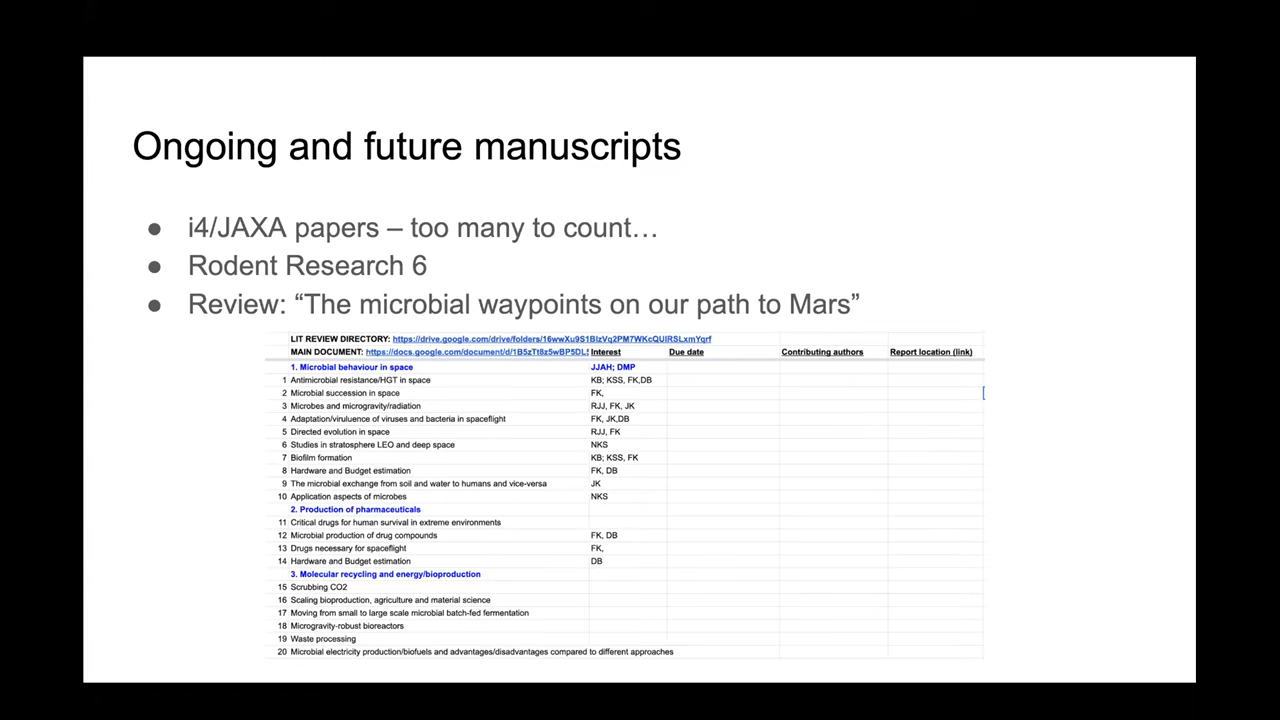 Ongoing and future manuscripts
● i4/JAXA papers – too many to count…
● Rodent Research 6
● Review: “The microbial waypoints on our path to Mars”
LIT REVIEW DIRECTORY:
MAIN DOCUMENT: Interest Due date Contributing authors Report location (link)
1. Microbial behaviour in space JJAH; DMP
1 Antimicrobial resistance/HGT in space KB; KSS, FK,DB
2 Microbial succession in space FK,
3 Microbes and microgravity/radiation RJJ, FK, JK
4 Adaptation/viruluence of viruses and bacteria in spaceflight FK, JK,DB
5 Directed evolution in space RJJ, FK
6 Studies in stratosphere LEO and deep space NKS
7 Biofilm formation KB; KSS, FK
8 Hardware and Budget estimation FK, DB
9 The microbial exchange from soil and water to humans and vice-versa JK
10 Application aspects of microbes NKS
2. Production of pharmaceuticals
11 Critical drugs for human survival in extreme environments
12 Microbial production of drug compounds FK, DB
13 Drugs necessary for spaceflight FK,
14 Hardware and Budget estimation DB
3. Molecular recycling and energy/bioproduction
15 Scrubbing CO2
16 Scaling bioproduction, agriculture and material science
17 Moving from small to large scale microbial batch-fed fermentation
18 Microgravity-robust bioreactors
19 Waste processing
20 Microbial electricity production/biofuels and advantages/disadvantages compared to different approaches